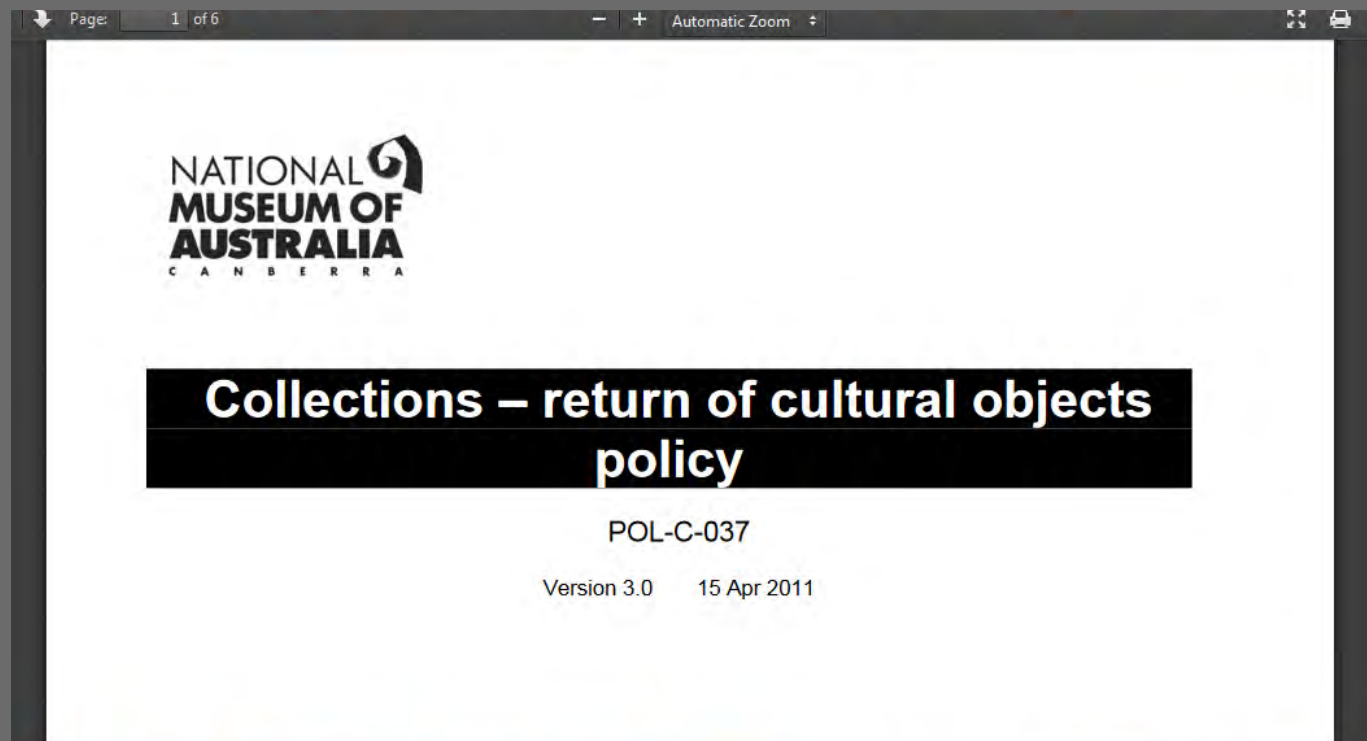 Page: 1 of 6 − + Automatic Zoom
NATIONAL
MUSEUM OF
AUSTRALIA
CANBERRA
Collections – return of cultural objects
policy
POL-C-037
Version 3.0 15 Apr 2011